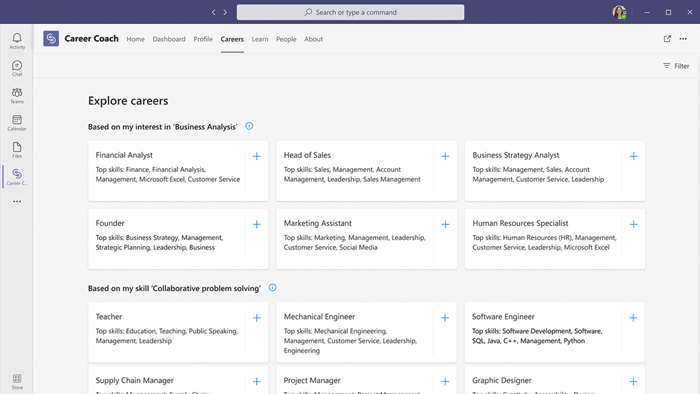 Search or type a command
Activity
Chat
Teams
Calendar
Files
Career C...
Store
Career Coach Home Dashboard Profile Careers Learn People About
Filter
Explore careers
Based on my interest in 'Business Analysis'
Financial Analyst
Top skills: Finance, Financial Analysis,
Management, Microsoft Excel, Customer Service
Head of Sales
Top skills: Sales, Management, Account
Management, Leadership, Sales Management
Business Strategy Analyst
Top skills: Management, Sales, Account
Management, Customer Service, Leadership
Founder
Top skills: Business Strategy, Management,
Strategic Planning, Leadership, Business
Marketing Assistant
Top skills: Marketing, Management, Leadership,
Customer Service, Social Media
Human Resources Specialist
Top skills: Human Resources (HR), Management,
Customer Service, Leadership, Microsoft Excel
Based on my skill 'Collaborative problem solving'
Teacher
Top skills: Education, Teaching, Public Speaking,
Management, Leadership
Mechanical Engineer
Top skills: Mechanical Engineering,
Management, Customer Service, Leadership,
Engineering
Software Engineer
Top skills: Software Development, Software,
SQL, Java, C++, Management, Python
Supply Chain Manager
Project Manager
Graphic Designer